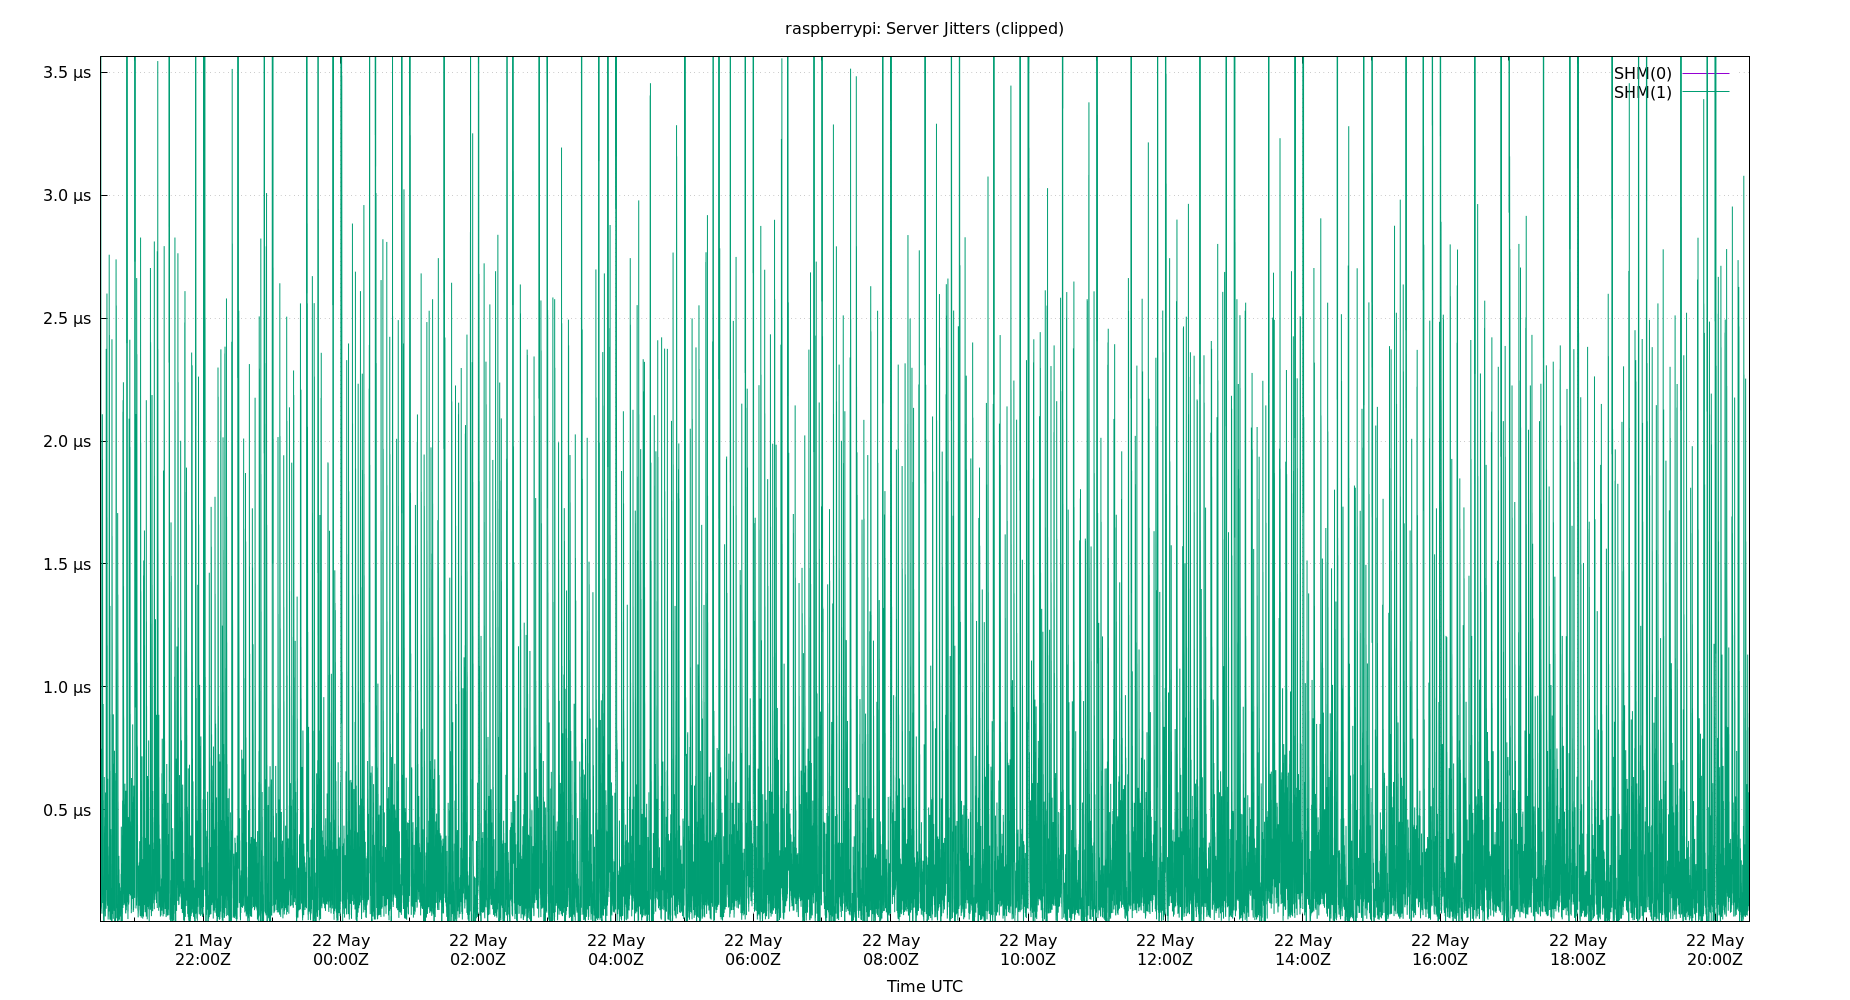 raspberrypi: Server Jitters (clipped)
3.5 µs
3.0 µs
2.5 µs
2.0 µs
1.5 µs
1.0 µs
0.5 µs
SHM(0)
SHM(1)
21 May 22 May 22 May 22 May 22 May 22 May 22 May 22 May 22 May 22 May 22 May 22 May
22:00Z 00:00Z 02:00Z 04:00Z 06:00Z 08:00Z 10:00Z 12:00Z 14:00Z 16:00Z 18:00Z 20:00Z
Time UTC